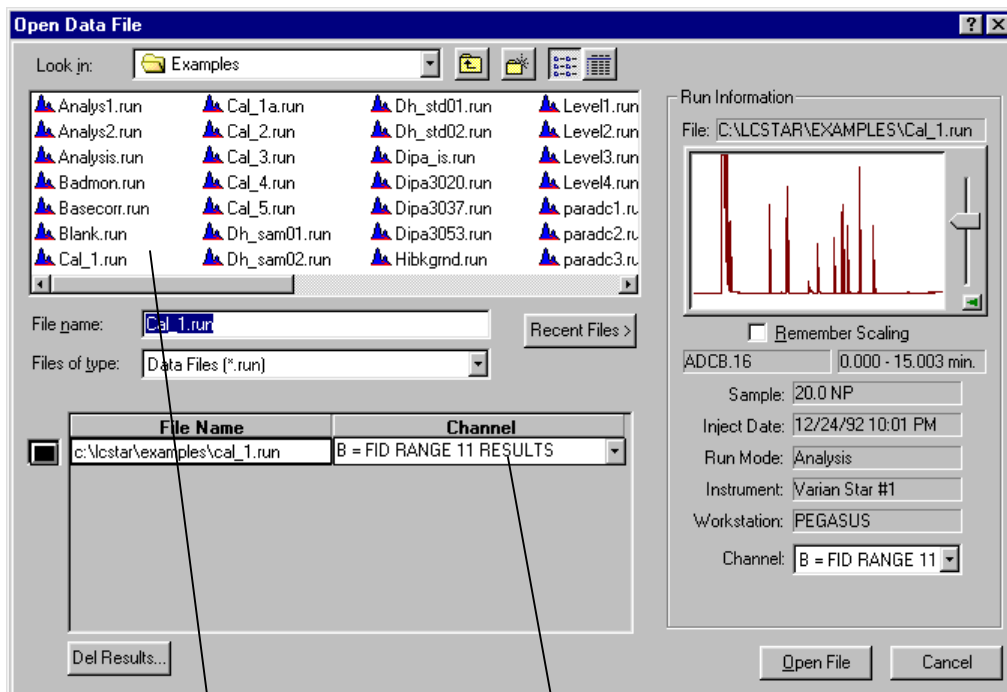 Open Data File
Look in: Examples
Analys1.run Cal_1a.run Dh_std01.run Level1.run
Analys2.run Cal_2.run Dh_std02.run Level2.run
Analysis.run Cal_3.run Dipa_is.run Level3.run
Badmon.run Cal_4.run Dipa3020.run Level4.run
Basecorr.run Cal_5.run Dipa3037.run paradc1.ru
Blank.run Dh_sam01.run Dipa3053.run paradc2.ru
Cal_1.run Dh_sam02.run Hibkgrnd.run paradc3.ru
File name: Cal_1.run
Recent Files >
Files of type: Data Files (*.run)
File Name Channel
c:\lcstar\examples\cal_1.run B = FID RANGE 11 RESULTS
Del Results...
Run Information
File: C:\LCSTAR\EXAMPLES\Cal_1.run
Remember Scaling
ADCB.16 0.000 - 15.003 min.
Sample: 20.0 NP
Inject Date: 12/24/92 10:01 PM
Run Mode: Analysis
Instrument: Varian Star #1
Workstation: PEGASUS
Channel: B = FID RANGE 11
Open File Cancel